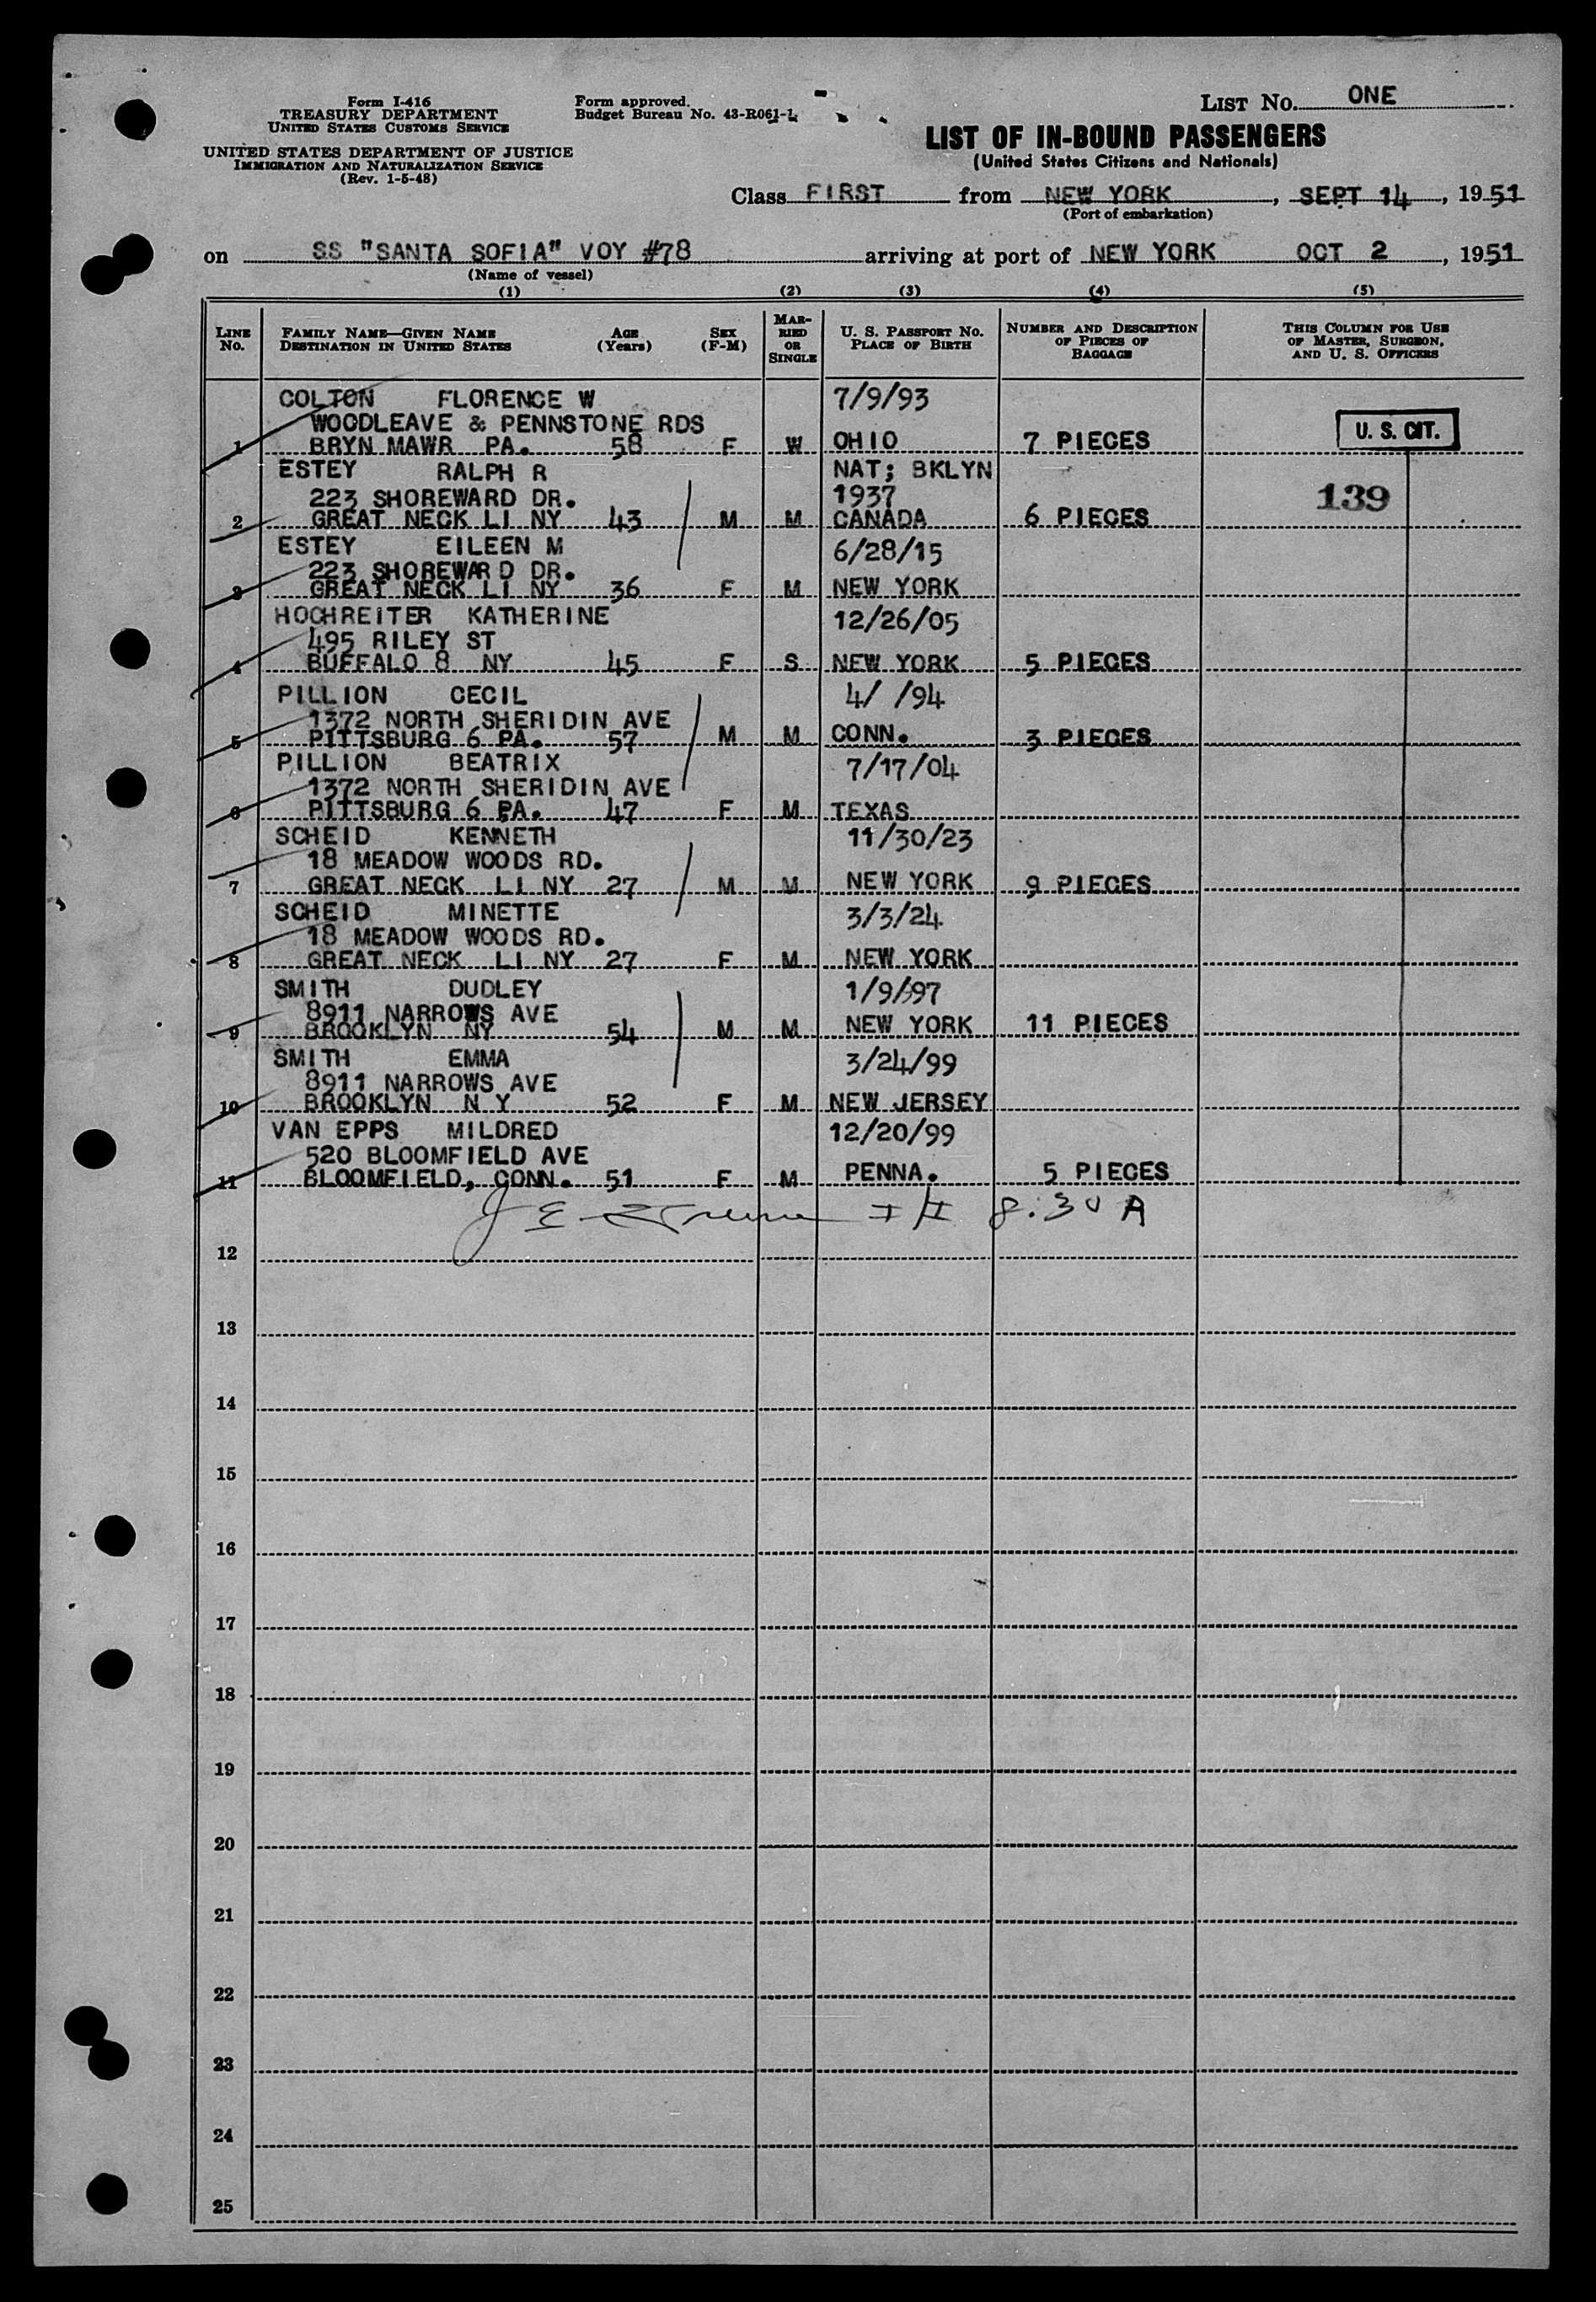 Form I-416
TREASURY DEPARTMENT
UNITED STATES CUSTOMS SERVICE
UNITED STATES DEPARTMENT OF JUSTICE
IMMIGRATION AND NATURALIZATION SERVICE
(Rev. 1-5-48)
Form approved.
Budget Bureau No. 43-R061-1.
LIST No. ONE
LIST OF IN-BOUND PASSENGERS
(United States Citizens and Nationals)
Class FIRST from NEW YORK, SEPT 14, 1951
(Port of embarkation)
on SS "SANTA SOFIA" VOY #78 arriving at port of NEW YORK OCT 2, 1951
(Name of vessel)
(1) (2) (3) (4) (5)
LINE No. FAMILY NAME—GIVEN NAME DESTINATION IN UNITED STATES AGE (Years) SEX (F-M) MARRIED OR SINGLE U. S. PASSPORT No. PLACE OF BIRTH NUMBER AND DESCRIPTION OF PIECES OF BAGGAGE THIS COLUMN FOR USE OF MASTER, SURGEON, AND U. S. OFFICERS
COLTON FLORENCE W 7/9/93
WOODLEAVE & PENNSTONE RDS U. S. CIT.
1 BRYN MAWR PA. 58 F W OHIO 7 PIECES
ESTEY RALPH R NAT; BKLYN
223 SHOREWARD DR. 1937 139
2 GREAT NECK LI NY 43 M M CANADA 6 PIECES
ESTEY EILEEN M 6/28/15
223 SHOREWARD DR.
3 GREAT NECK LI NY 36 F M NEW YORK
HOCHREITER KATHERINE 12/26/05
495 RILEY ST
4 BUFFALO 8 NY 45 F S NEW YORK 5 PIECES
PILLION CECIL 4/ /94
1372 NORTH SHERIDIN AVE
5 PITTSBURG 6 PA. 57 M M CONN. 3 PIECES
PILLION BEATRIX 7/17/04
1372 NORTH SHERIDIN AVE
6 PITTSBURG 6 PA. 47 F M TEXAS
SCHEID KENNETH 11/30/23
18 MEADOW WOODS RD.
7 GREAT NECK LI NY 27 M M NEW YORK 9 PIECES
SCHEID MINETTE 3/3/24
18 MEADOW WOODS RD.
8 GREAT NECK LI NY 27 F M NEW YORK
SMITH DUDLEY 1/9/97
8911 NARROWS AVE
9 BROOKLYN NY 54 M M NEW YORK 11 PIECES
SMITH EMMA 3/24/99
8911 NARROWS AVE
10 BROOKLYN N Y 52 F M NEW JERSEY
VAN EPPS MILDRED 12/20/99
520 BLOOMFIELD AVE
11 BLOOMFIELD, CONN. 51 F M PENNA. 5 PIECES
J E 8:30 A
12
13
14
15
16
17
18
19
20
21
22
23
24
25